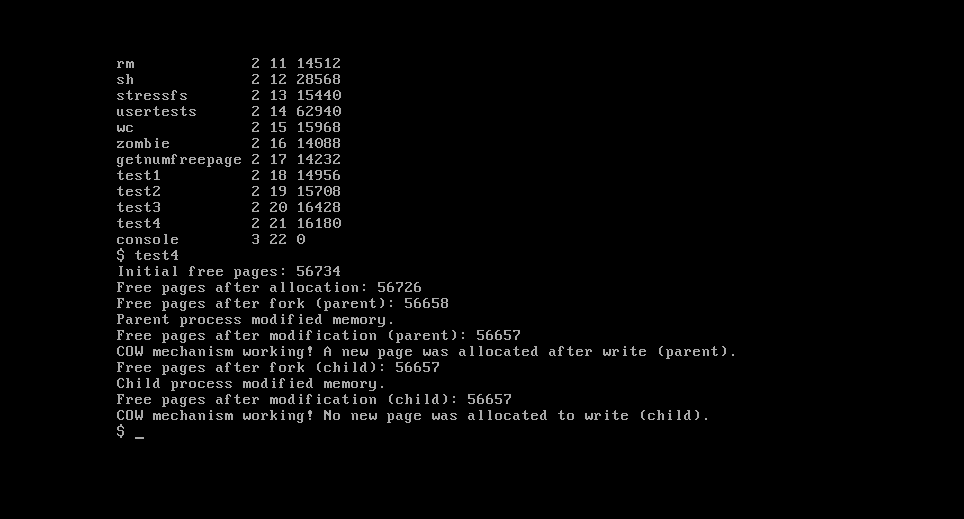 rm             2 11 14512
sh             2 12 28568
stressfs       2 13 15440
usertests      2 14 62940
wc             2 15 15968
zombie         2 16 14088
getnumfreepage 2 17 14232
test1          2 18 14956
test2          2 19 15708
test3          2 20 16428
test4          2 21 16180
console        3 22 0
$ test4
Initial free pages: 56734
Free pages after allocation: 56726
Free pages after fork (parent): 56658
Parent process modified memory.
Free pages after modification (parent): 56657
COW mechanism working! A new page was allocated after write (parent).
Free pages after fork (child): 56657
Child process modified memory.
Free pages after modification (child): 56657
COW mechanism working! No new page was allocated to write (child).
$ _